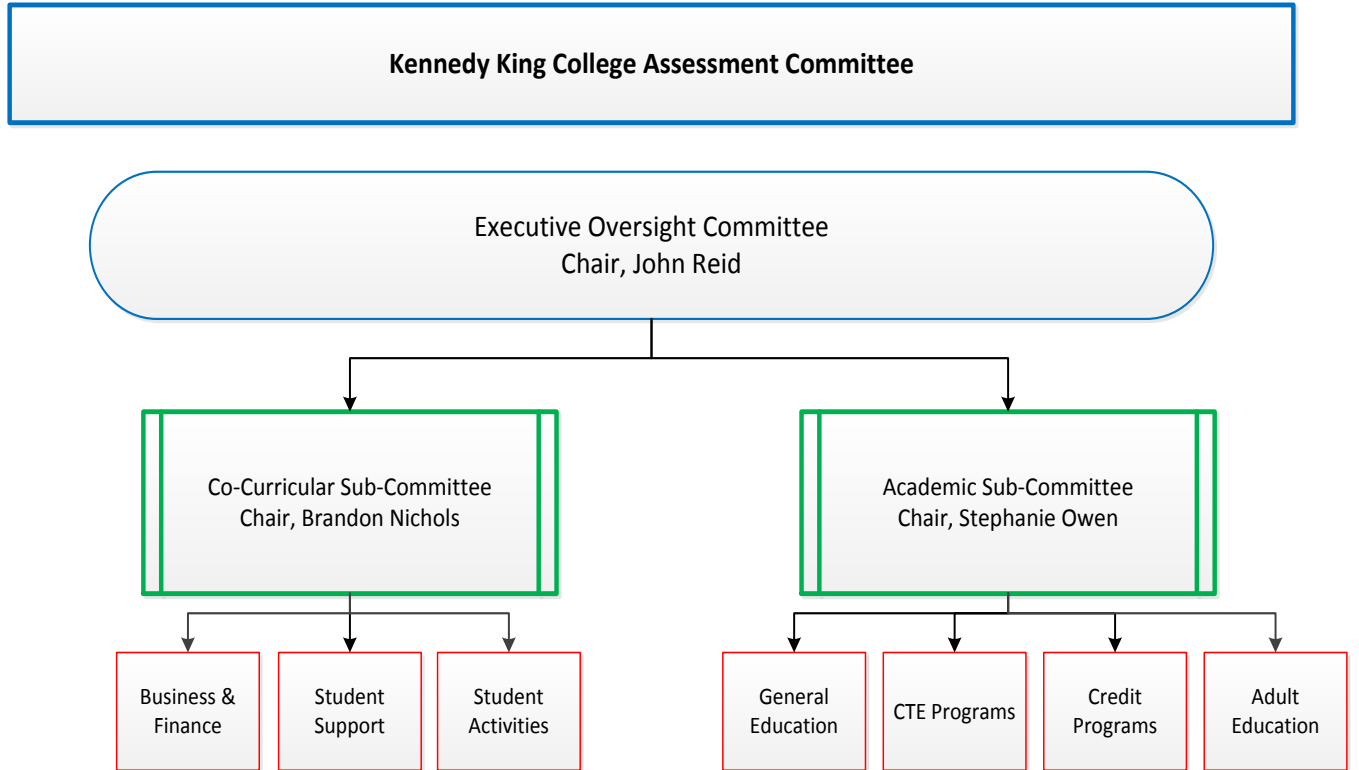 Kennedy King College Assessment Committee
Executive Oversight Committee
Chair, John Reid
Co-Curricular Sub-Committee
Chair, Brandon Nichols
Academic Sub-Committee
Chair, Stephanie Owen
Business &
Finance
Student
Support
Student
Activities
General
Education
CTE Programs
Credit
Programs
Adult
Education